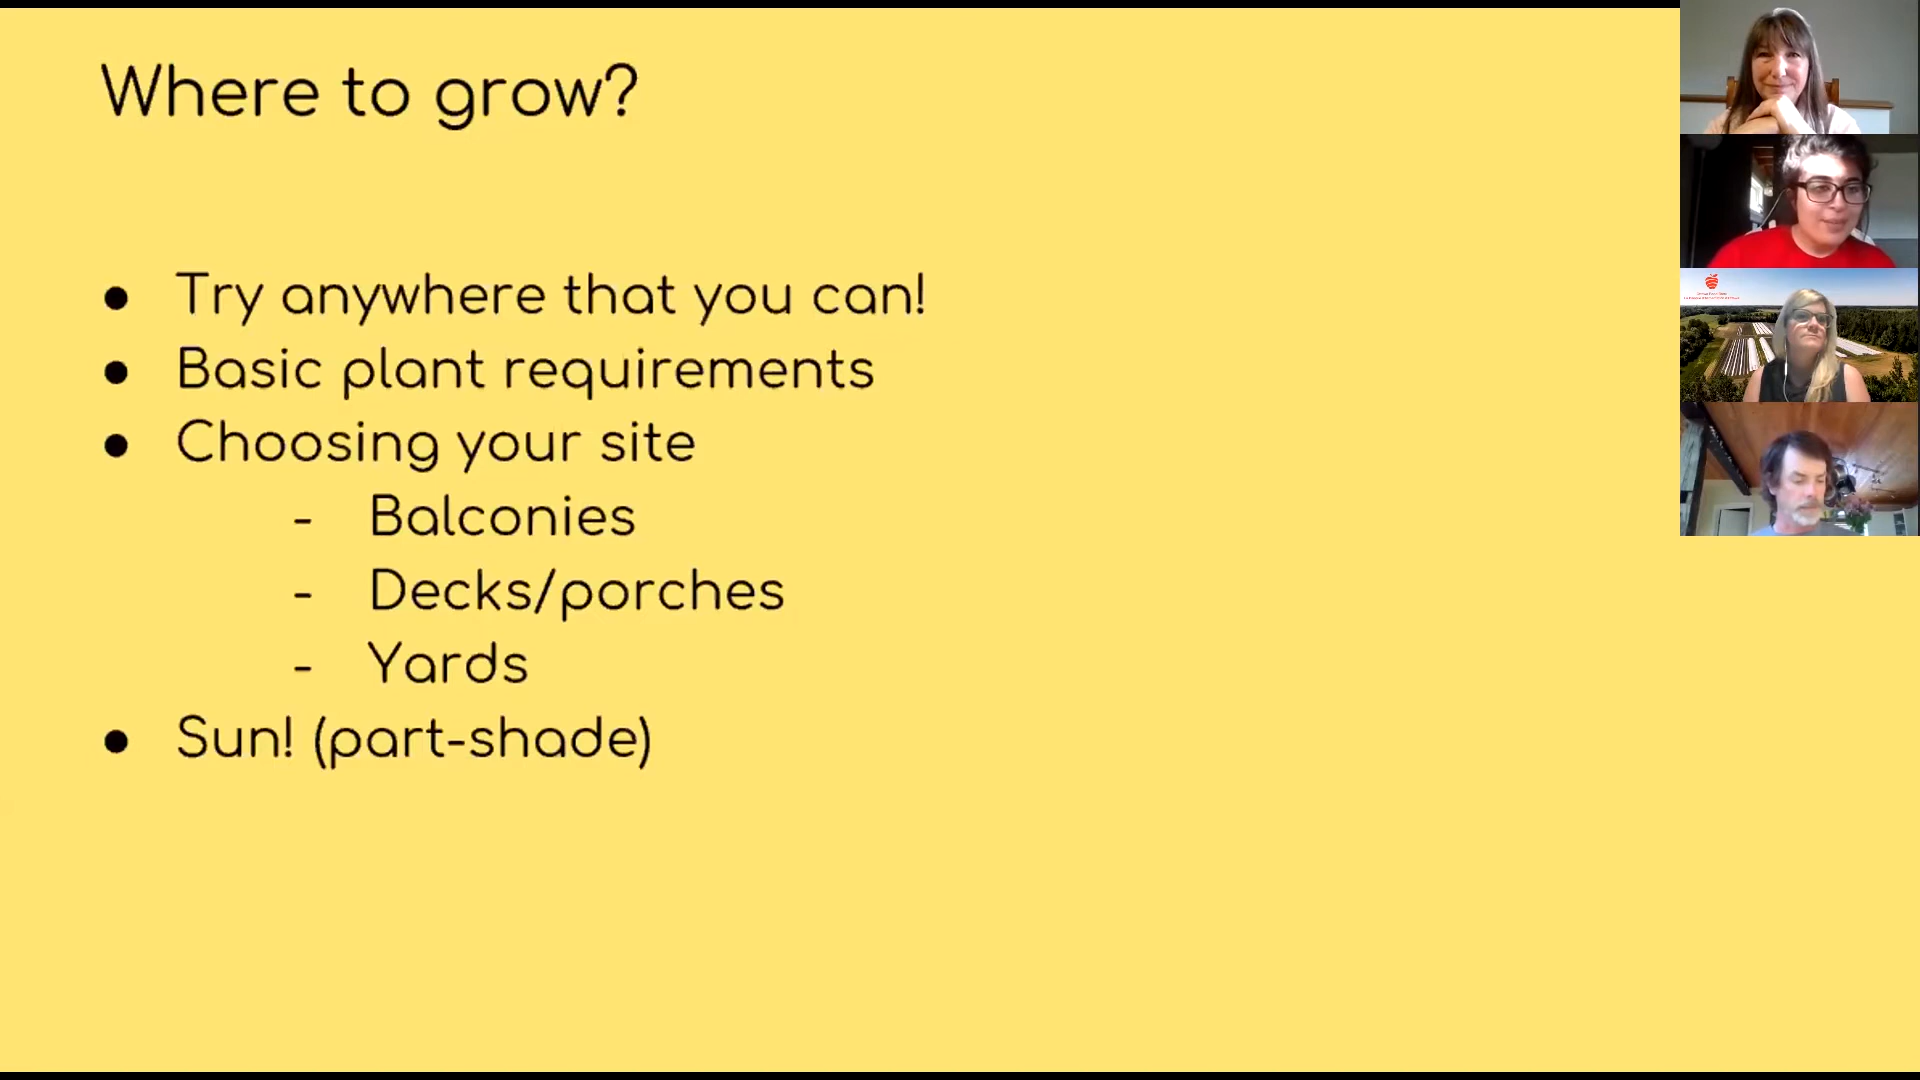 Where to grow?
● Try anywhere that you can!
● Basic plant requirements
● Choosing your site
- Balconies
- Decks/porches
- Yards
● Sun! (part-shade)